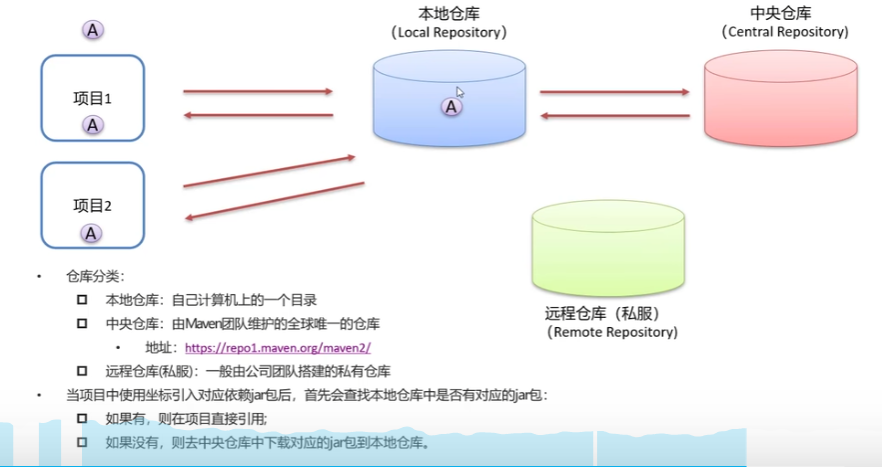 A
本地仓库
（Local Repository）
中央仓库
（Central Repository）
项目1
A
A
项目2
A
远程仓库（私服）
（Remote Repository)
• 仓库分类：
本地仓库：自己计算机上的一个目录
中央仓库：由Maven团队维护的全球唯一的仓库
• 地址：https://repo1.maven.org/maven2/
远程仓库(私服)：一般由公司团队搭建的私有仓库
• 当项目中使用坐标引入对应依赖jar包后，首先会查找本地仓库中是否有对应的jar包：
如果有，则在项目直接引用;
如果没有，则去中央仓库中下载对应的jar包到本地仓库。